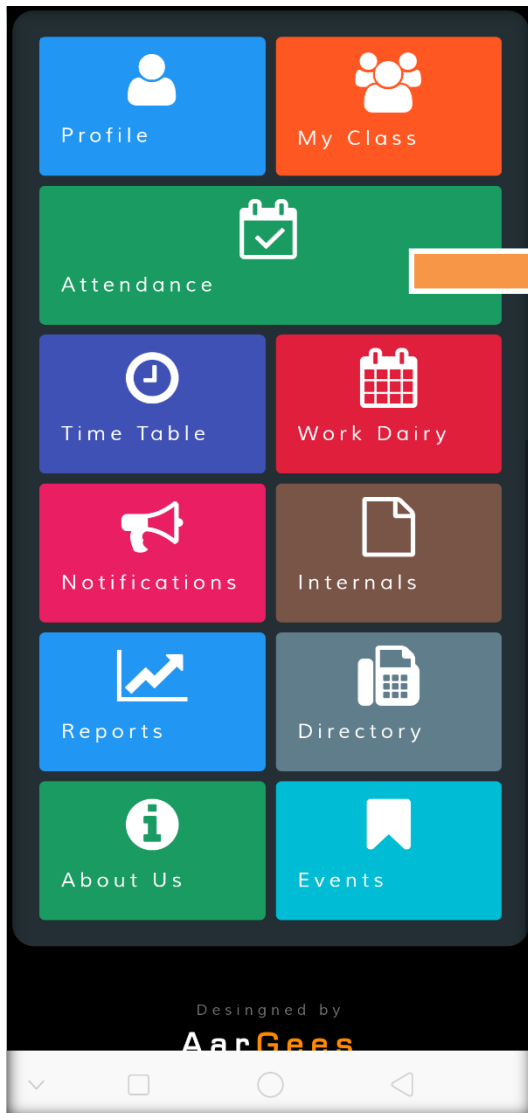 Profile
My Class
Attendance
Time Table
Work Dairy
Notifications
Internals
Reports
Directory
About Us
Events
Desingned by
AarGees